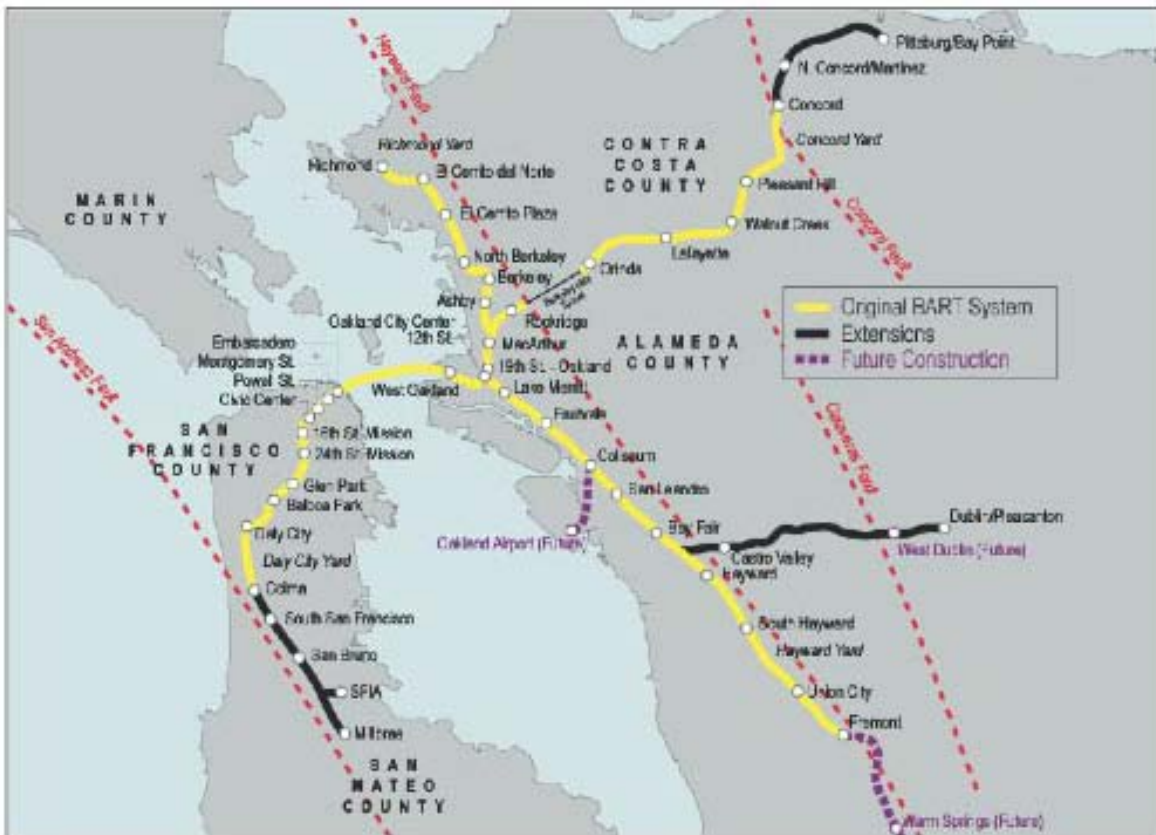 Hayward Fault
Pittsburg/Bay Point
N. Concord/Martinez
Concord
Concord Yard
CONTRA
COSTA
COUNTY
Richmond Yard
Richmond
El Cerrito del Norte
El Cerrito Plaza
Pleasant Hill
Walnut Creek
Concord Fault
MARIN
COUNTY
North Berkeley
Berkeley
Orinda
Lafayette
Berkeley Hills
Tunnel
Ashby
Rockridge
Oakland City Center
12th St.
MacArthur
ALAMEDA
COUNTY
Original BART System
Extensions
Future Construction
San Andreas Fault
Embarcadero
Montgomery St.
Powell St.
Civic Center
19th St. - Oakland
West Oakland
Lake Merritt
Fruitvale
SAN
FRANCISCO
COUNTY
16th St. Mission
24th St. Mission
Coliseum
Calaveras Fault
Glen Park
Balboa Park
San Leandro
Daly City
Daly City Yard
Oakland Airport (Future)
Bay Fair
Dublin/Pleasanton
West Dublin (Future)
Castro Valley
Hayward
Colma
South San Francisco
South Hayward
Hayward Yard
San Bruno
SFIA
Union City
Millbrae
Fremont
SAN
MATEO
COUNTY
Warm Springs (Future)